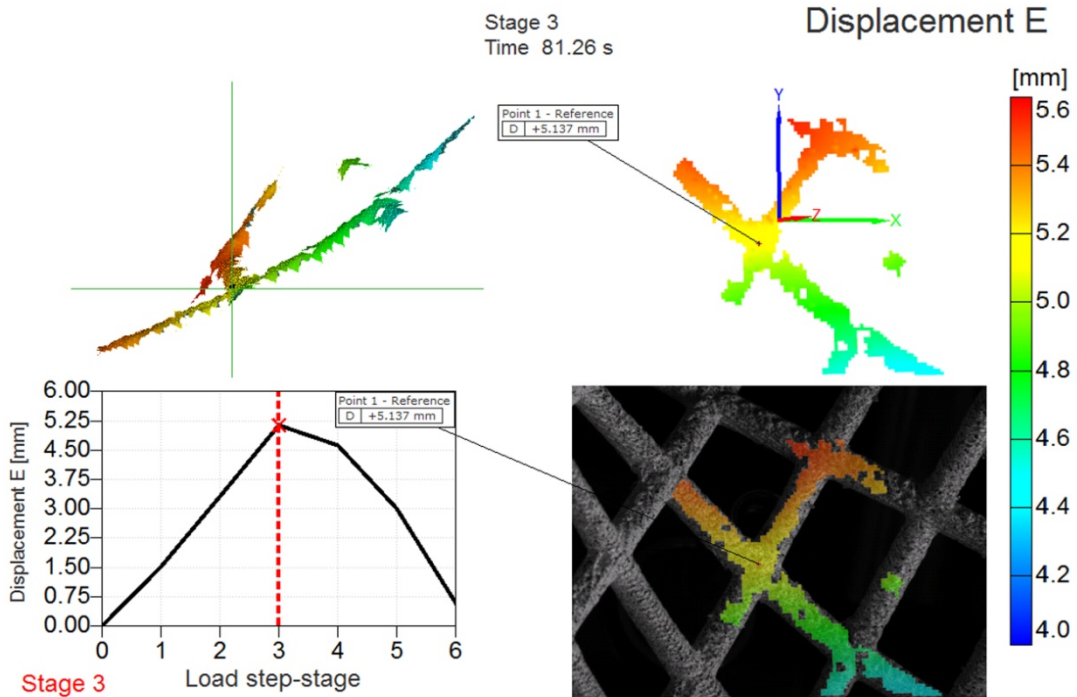 Stage 3
Time 81.26 s
Displacement E
[mm]
5.6
5.4
5.2
5.0
4.8
4.6
4.4
4.2
4.0
Point 1 - Reference
D +5.137 mm
Y
Z
X
6.00
5.25
4.50
3.75
3.00
2.25
1.50
0.75
0.00
Displacement E [mm]
Point 1 - Reference
D +5.137 mm
0 1 2 3 4 5 6
Stage 3
Load step-stage